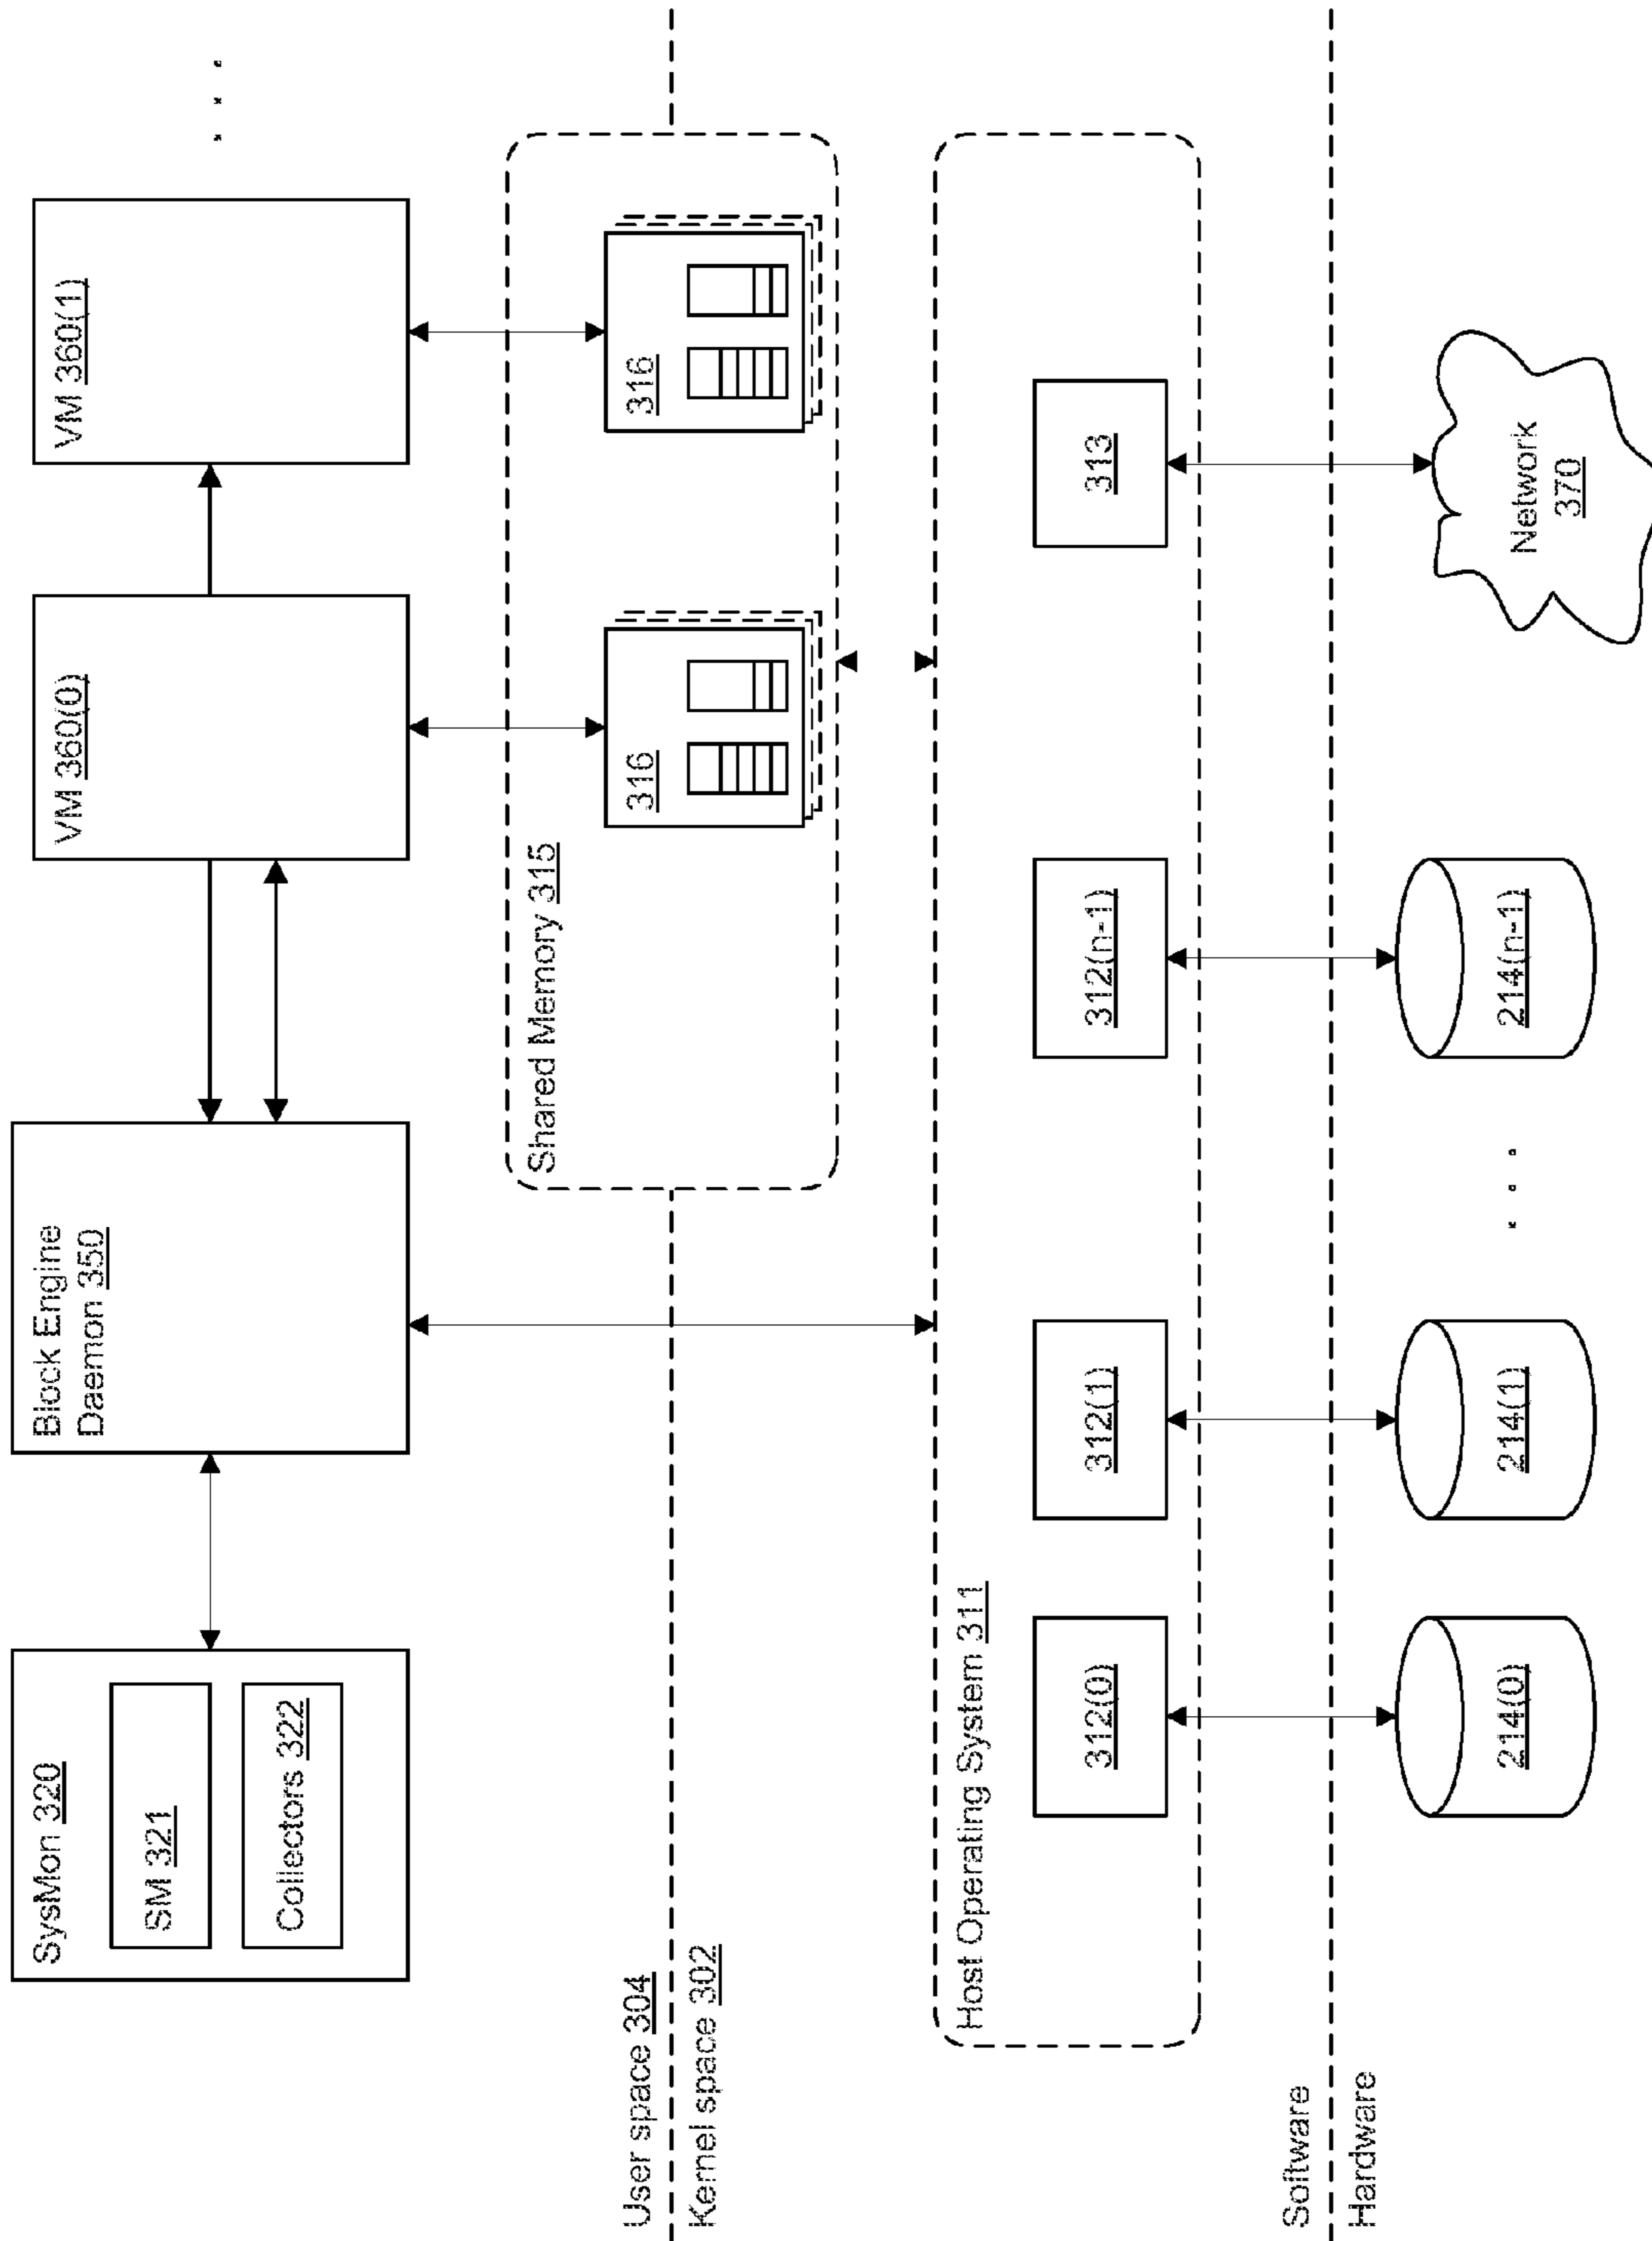 SysMon 320
SM 321
Collectors 322
Block Engine
Daemon 350
VM 360(0)
VM 360(1)
. . .
User space 304
Kernel space 302
Shared Memory 315
316
316
Host Operating System 311
312(0)
312(1)
312(n-1)
313
Software
Hardware
214(0)
214(1)
. . .
214(n-1)
Network
370